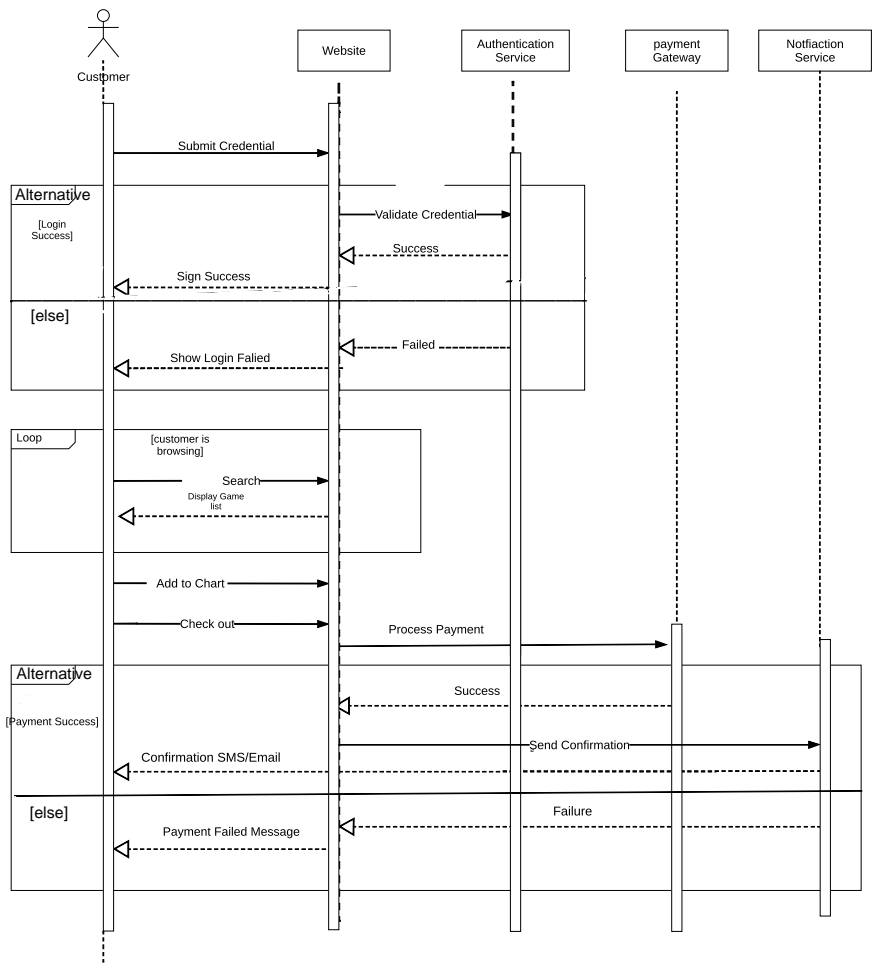 Customer
Website
Authentication
Service
payment
Gateway
Notfiaction
Service
Submit Credential
Alternative
[Login
Success]
Validate Credential
Success
Sign Success
[else]
Failed
Show Login Falied
Loop
[customer is
browsing]
Search
Display Game
list
Add to Chart
Check out
Process Payment
Alternative
Success
[Payment Success]
Send Confirmation
Confirmation SMS/Email
[else]
Failure
Payment Failed Message